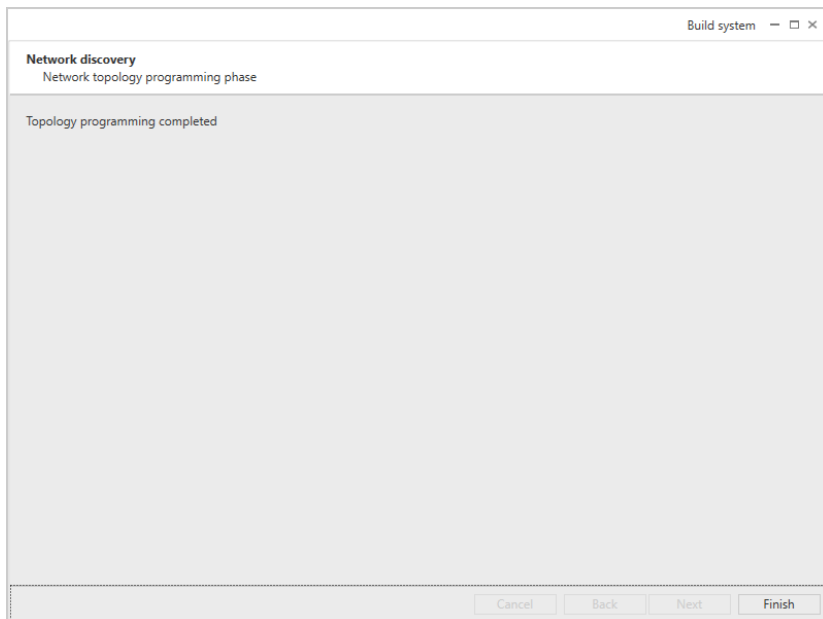 Build system
Network discovery
Network topology programming phase
Topology programming completed
Cancel Back Next Finish